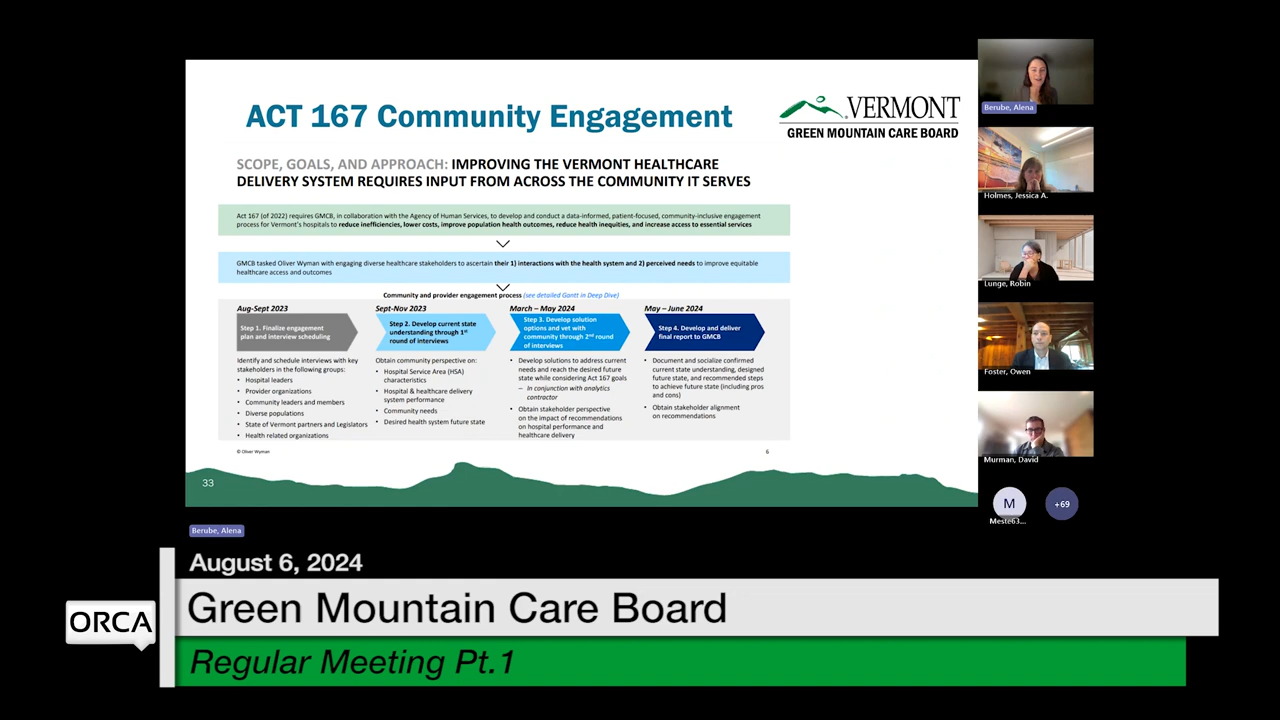 ACT 167 Community Engagement
VERMONT
GREEN MOUNTAIN CARE BOARD
SCOPE, GOALS, AND APPROACH: IMPROVING THE VERMONT HEALTHCARE
DELIVERY SYSTEM REQUIRES INPUT FROM ACROSS THE COMMUNITY IT SERVES
Act 167 (of 2022) requires GMCB, in collaboration with the Agency of Human Services, to develop and conduct a data-informed, patient-focused, community-inclusive engagement
process for Vermont's hospitals to reduce inefficiencies, lower costs, improve population health outcomes, reduce health inequities, and increase access to essential services
GMCB tasked Oliver Wyman with engaging diverse healthcare stakeholders to ascertain their 1) interactions with the health system and 2) perceived needs to improve equitable
healthcare access and outcomes
Community and provider engagement process (see detailed Gantt in Deep Dive)
Aug-Sept 2023
Step 1. Finalize engagement
plan and interview scheduling
Identify and schedule interviews with key
stakeholders in the following groups:
• Hospital leaders
• Provider organizations
• Community leaders and members
• Diverse populations
• State of Vermont partners and Legislators
• Health related organizations
Sept-Nov 2023
Step 2. Develop current state
understanding through 1st
round of interviews
Obtain community perspective on:
• Hospital Service Area (HSA)
characteristics
• Hospital & healthcare delivery
system performance
• Community needs
• Desired health system future state
March – May 2024
Step 3. Develop solution
options and vet with
community through 2nd round
of interviews
• Develop solutions to address current
needs and reach the desired future
state while considering Act 167 goals
– In conjunction with analytics
contractor
• Obtain stakeholder perspective
on the impact of recommendations
on hospital performance and
healthcare delivery
May – June 2024
Step 4. Develop and deliver
final report to GMCB
• Document and socialize confirmed
current state understanding, designed
future state, and recommended steps
to achieve future state (including pros
and cons)
• Obtain stakeholder alignment
on recommendations
© Oliver Wyman
6
33
Berube, Alena
Holmes, Jessica A.
Lunge, Robin
Foster, Owen
Murman, David
M
Meste63...
+69
Berube, Alena
August 6, 2024
ORCA
Green Mountain Care Board
Regular Meeting Pt.1